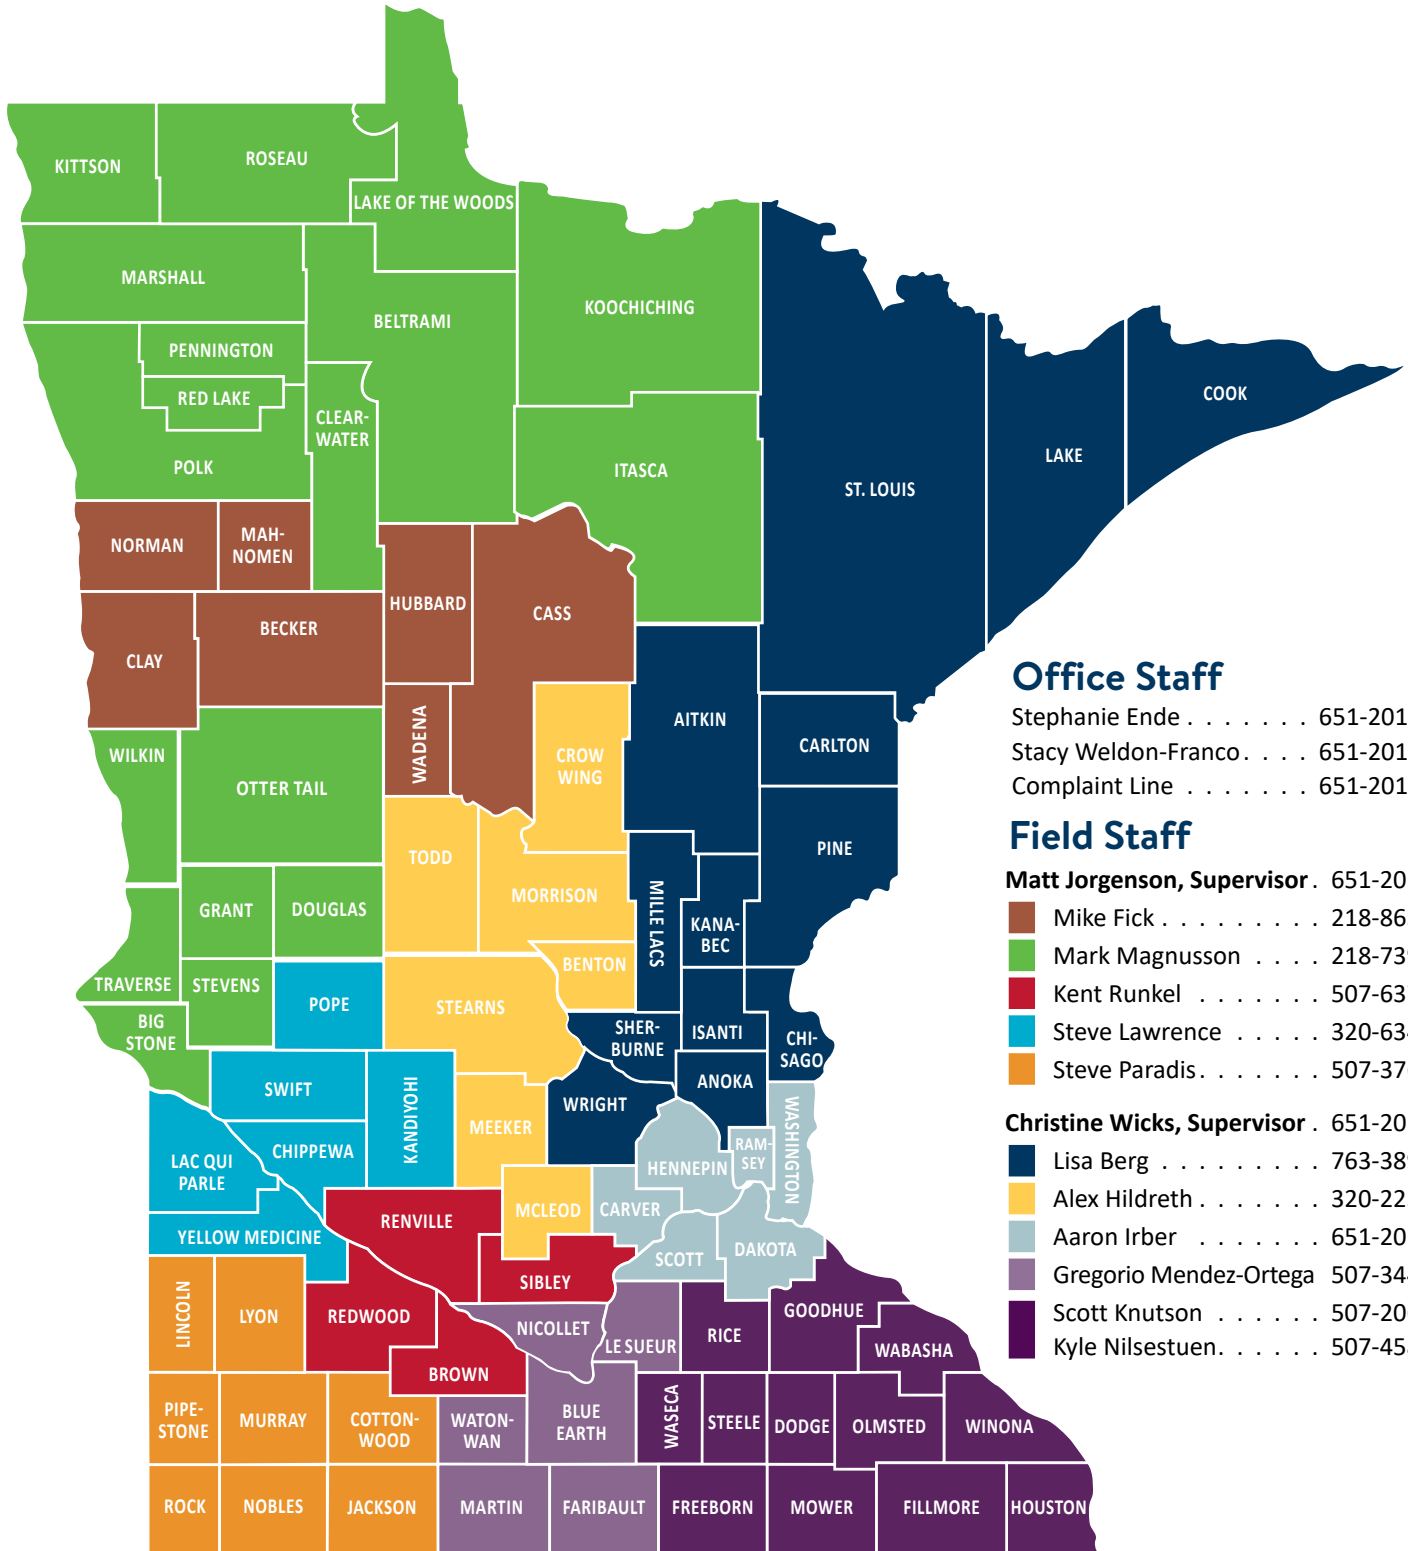 KITTSON
ROSEAU
LAKE OF THE WOODS
MARSHALL
KOOCHICHING
BELTRAMI
PENNINGTON
RED LAKE
CLEAR-
WATER
COOK
LAKE
POLK
ITASCA
ST. LOUIS
NORMAN
MAH-
NOMEN
HUBBARD
CASS
BECKER
CLAY
WADENA
AITKIN
CARLTON
WILKIN
CROW
WING
OTTER TAIL
TODD
PINE
MORRISON
MILLE LACS
GRANT
DOUGLAS
KANA-
BEC
BENTON
TRAVERSE
STEVENS
POPE
STEARNS
BIG
STONE
SHER-
BURNE
ISANTI
CHI-
SAGO
SWIFT
KANDIYOHI
ANOKA
WRIGHT
WASHINGTON
MEEKER
CHIPPEWA
LAC QUI
PARLE
HENNEPIN
RAM-
SEY
MCLEOD
CARVER
RENVILLE
YELLOW MEDICINE
SCOTT
DAKOTA
SIBLEY
LINCOLN
LYON
REDWOOD
NICOLLET
LE SUEUR
RICE
GOODHUE
WABASHA
BROWN
PIPE-
STONE
MURRAY
COTTON-
WOOD
WATON-
WAN
BLUE
EARTH
WASECA
STEELE
DODGE
OLMSTED
WINONA
ROCK
NOBLES
JACKSON
MARTIN
FARIBAULT
FREEBORN
MOWER
FILLMORE
HOUSTON
Office Staff
Stephanie Ende . . . . . . . 651-201
Stacy Weldon-Franco . . . . 651-201
Complaint Line . . . . . . . 651-201
Field Staff
Matt Jorgenson, Supervisor . 651-20
Mike Fick . . . . . . . . . 218-86
Mark Magnusson . . . . 218-73
Kent Runkel . . . . . . . 507-63
Steve Lawrence . . . . . 320-63
Steve Paradis . . . . . . . 507-37
Christine Wicks, Supervisor . 651-20
Lisa Berg . . . . . . . . . 763-38
Alex Hildreth . . . . . . . 320-22
Aaron Irber . . . . . . . 651-20
Gregorio Mendez-Ortega 507-34
Scott Knutson . . . . . . 507-20
Kyle Nilsestuen . . . . . . 507-45